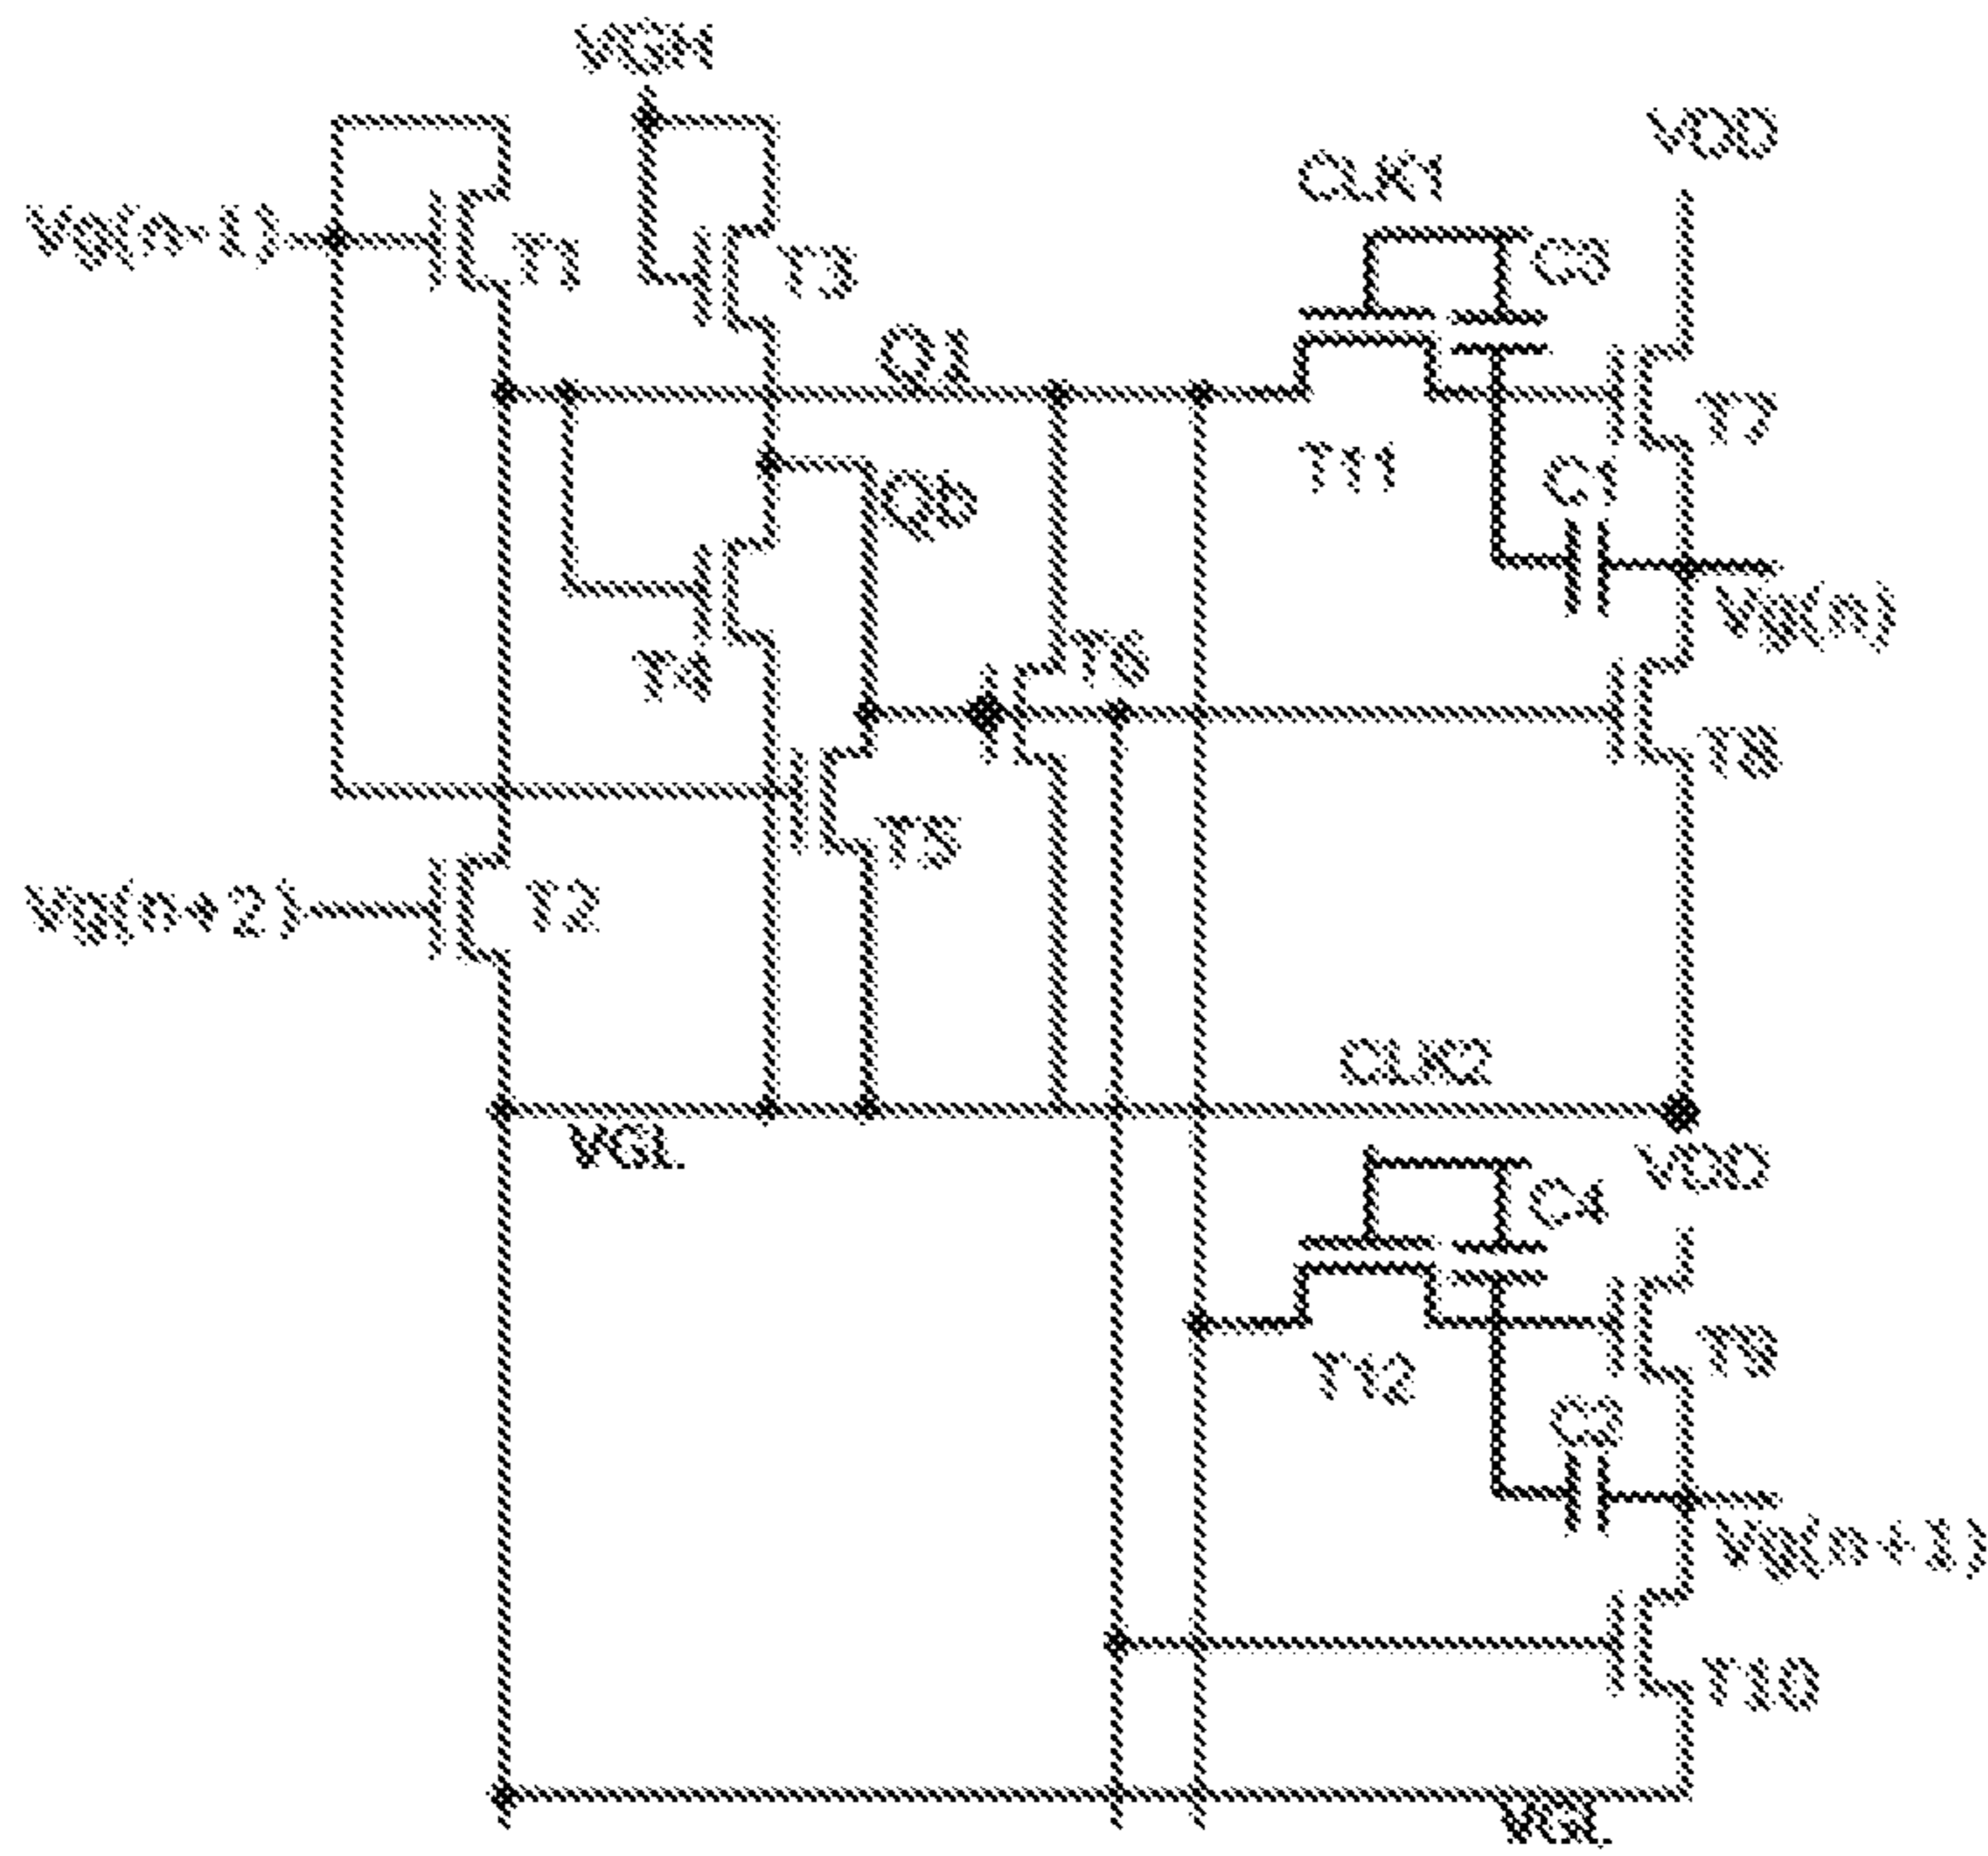 VGH
VDD
CLK1
Vg(n-1)
T1
T3
C3
Q1
T7
T11
C1
Qb
Vg(n)
T4
T6
T8
T5
Vg(n+2)
T2
CLK2
VGL
VDD
C4
T9
T12
C2
Vg(n+1)
T10
VGL